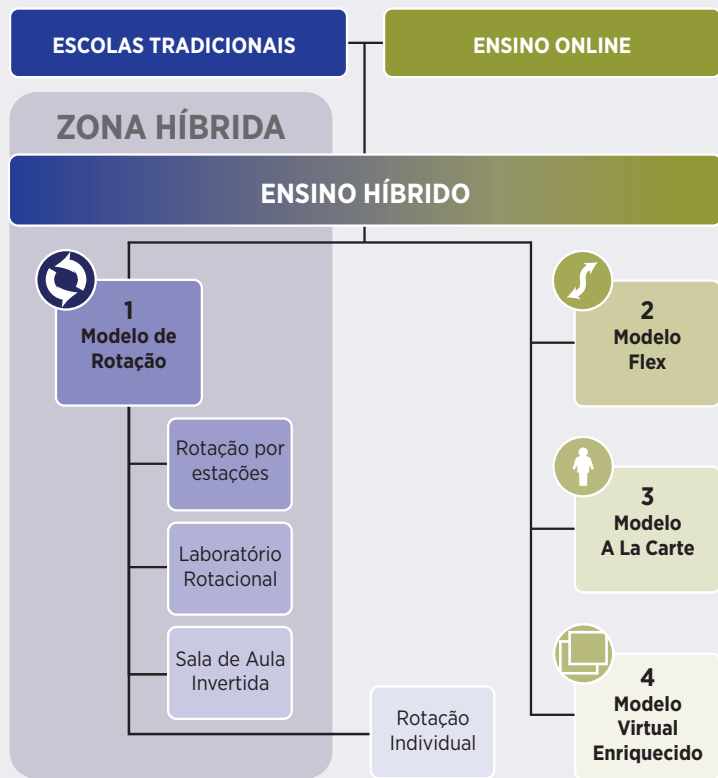 ESCOLAS TRADICIONAIS
ENSINO ONLINE
ZONA HÍBRIDA
ENSINO HÍBRIDO
1
Modelo de
Rotação
Rotação por
estações
Laboratório
Rotacional
Sala de Aula
Invertida
Rotação
Individual
2
Modelo
Flex
3
Modelo
A La Carte
4
Modelo
Virtual
Enriquecido